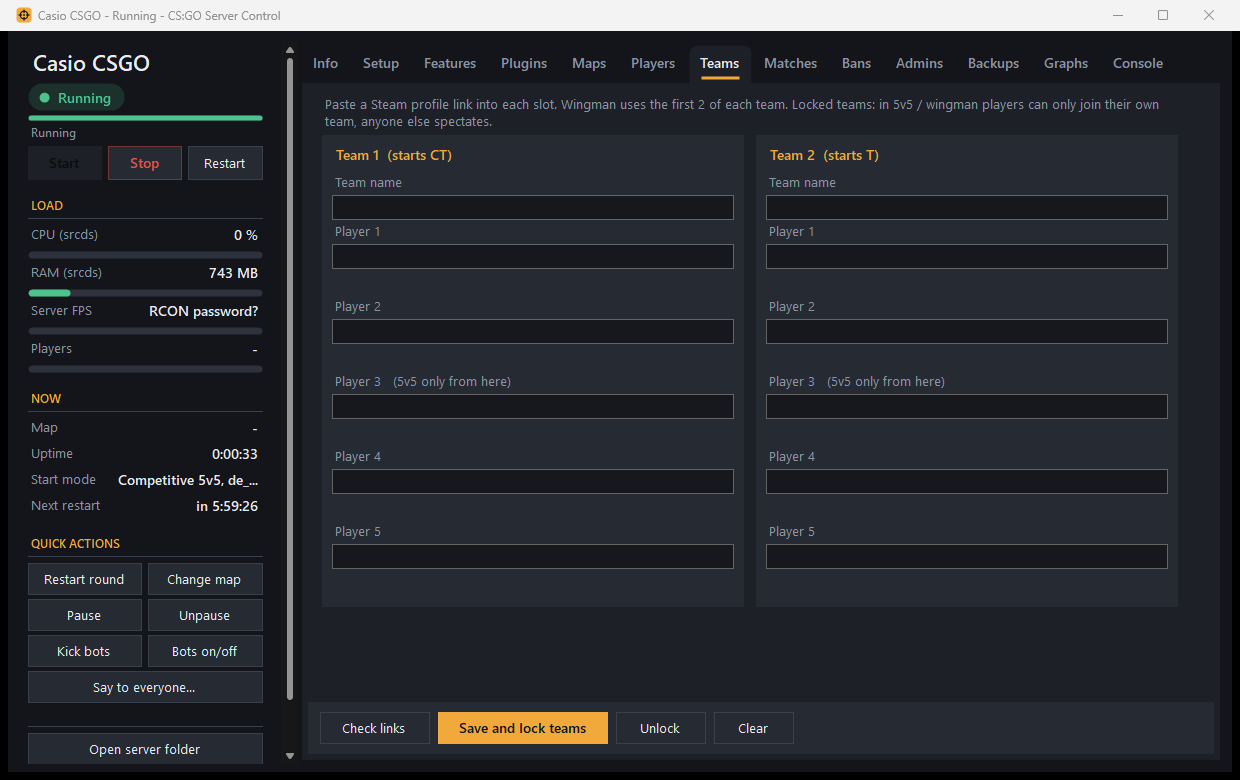 Casio CSGO - Running - CS:GO Server Control
Casio CSGO
Running
Running
Start
Stop
Restart
LOAD
CPU (srcds)
0 %
RAM (srcds)
743 MB
Server FPS
RCON password?
Players
-
NOW
Map
-
Uptime
0:00:33
Start mode
Competitive 5v5, de_...
Next restart
in 5:59:26
QUICK ACTIONS
Restart round
Change map
Pause
Unpause
Kick bots
Bots on/off
Say to everyone...
Open server folder
Info
Setup
Features
Plugins
Maps
Players
Teams
Matches
Bans
Admins
Backups
Graphs
Console
Paste a Steam profile link into each slot. Wingman uses the first 2 of each team. Locked teams: in 5v5 / wingman players can only join their own
team, anyone else spectates.
Team 1 (starts CT)
Team name
Player 1
Player 2
Player 3 (5v5 only from here)
Player 4
Player 5
Team 2 (starts T)
Team name
Player 1
Player 2
Player 3 (5v5 only from here)
Player 4
Player 5
Check links
Save and lock teams
Unlock
Clear